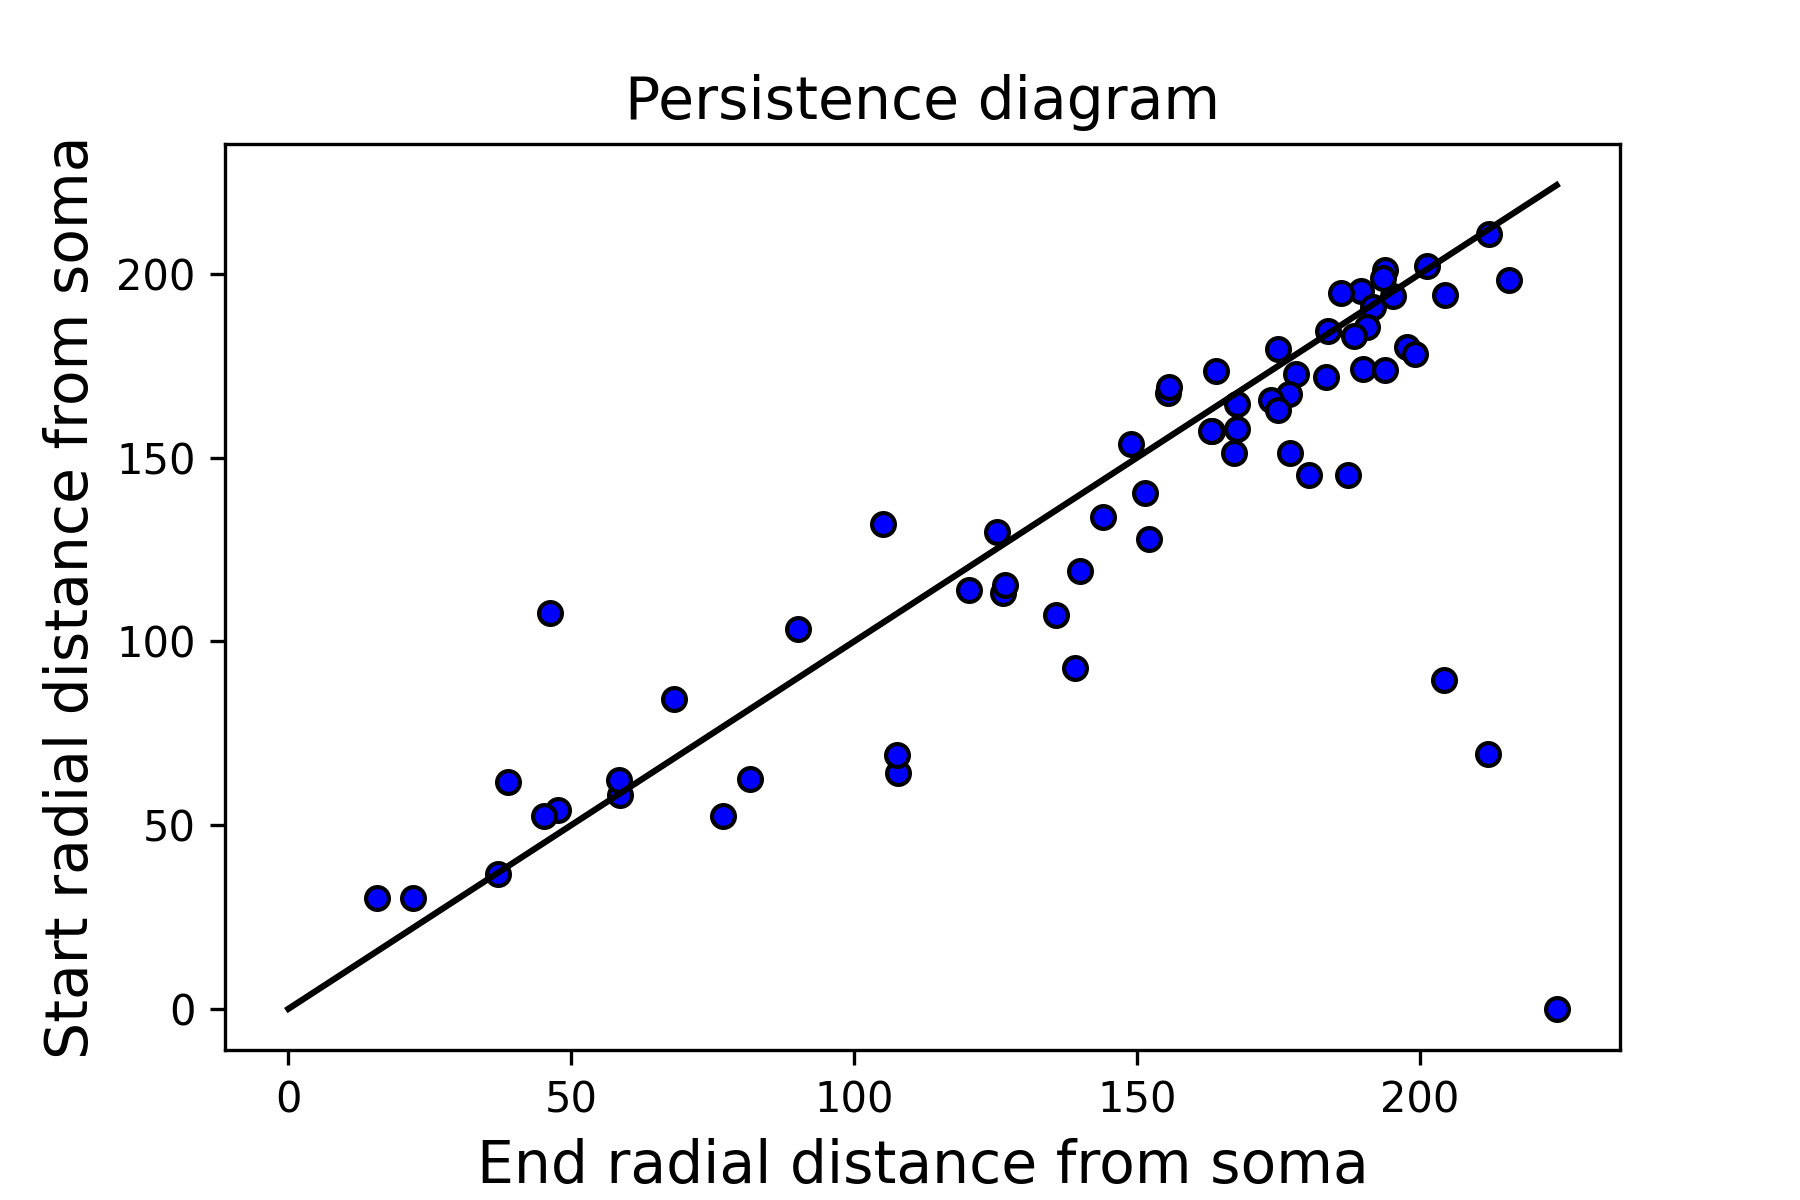 Persistence diagram
Start radial distance from soma
200
150
100
50
0
0 50 100 150 200
End radial distance from soma